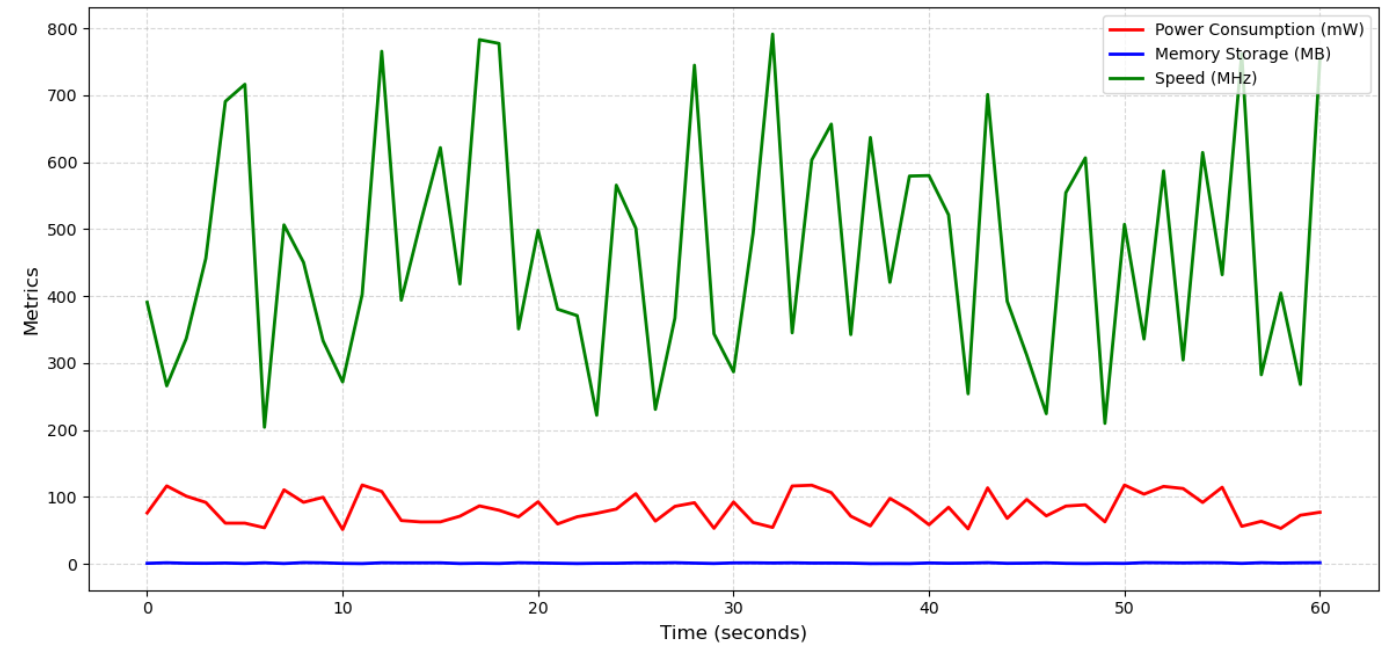 Power Consumption (mW)
Memory Storage (MB)
Speed (MHz)
800
700
600
500
400
300
200
100
0
Metrics
0 10 20 30 40 50 60
Time (seconds)